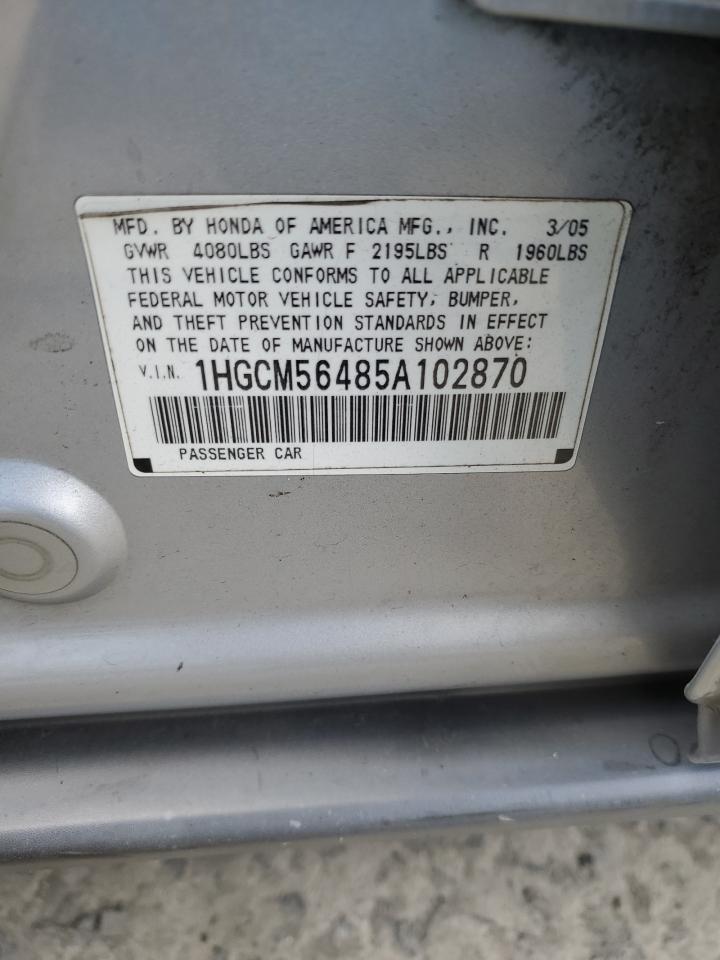 MFD. BY HONDA OF AMERICA MFG., INC. 3/05
GVWR 4080LBS GAWR F 2195LBS R 1960LBS
THIS VEHICLE CONFORMS TO ALL APPLICABLE
FEDERAL MOTOR VEHICLE SAFETY, BUMPER,
AND THEFT PREVENTION STANDARDS IN EFFECT
ON THE DATE OF MANUFACTURE SHOWN ABOVE:
V.I.N. 1HGCM56485A102870
PASSENGER CAR